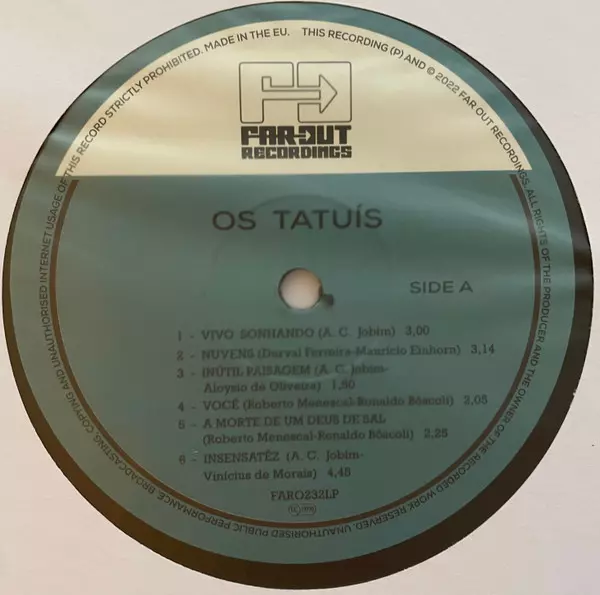 UNAUTHORISED PUBLIC PERFORMANCE BROADCASTING COPYING AND UNAUTHORISED INTERNET USAGE OF THIS RECORD STRICTLY PROHIBITED. MADE IN THE EU. THIS RECORDING (P) AND © 2022 FAR OUT RECORDINGS. ALL RIGHTS OF THE PRODUCER AND THE OWNER OF THE RECORDED WORK RESERVED.
FAR OUT
RECORDINGS
OS TATUÍS
SIDE A
1 - VIVO SONHANDO (A. C. Jobim) 3,00
2 - NUVENS (Durval Ferreira-Maurício Einhorn) 3,14
3 - INÚTIL PAISAGEM (A. C. Jobim-
Aloysio de Oliveira) 1,50
4 - VOCÊ (Roberto Menescal-Ronaldo Bôscoli) 2,05
5 - A MORTE DE UM DEUS DE SAL
(Roberto Menescal-Ronaldo Bôscoli) 2,25
6 - INSENSATÊZ (A. C. Jobim-
Vinícius de Morais) 4,48
FARO232LP